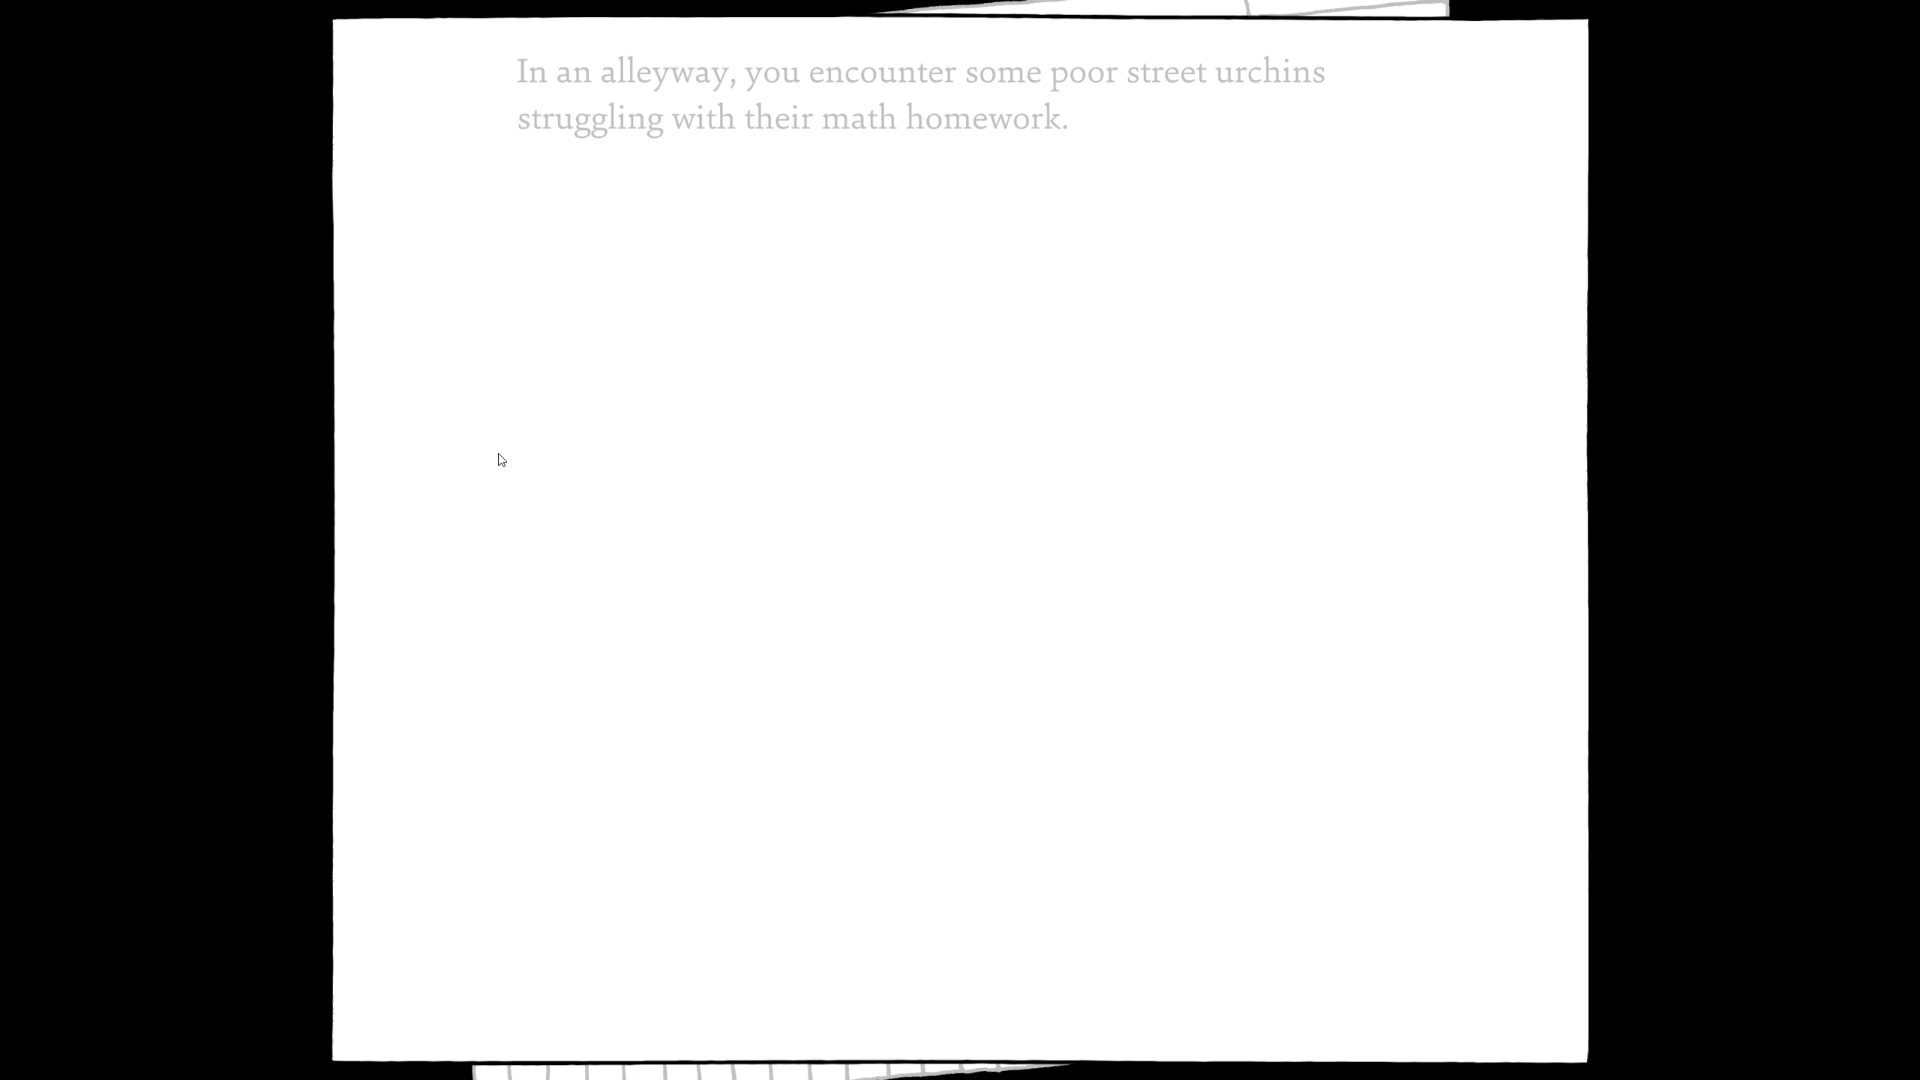 In an alleyway, you encounter some poor street urchins
struggling with their math homework.